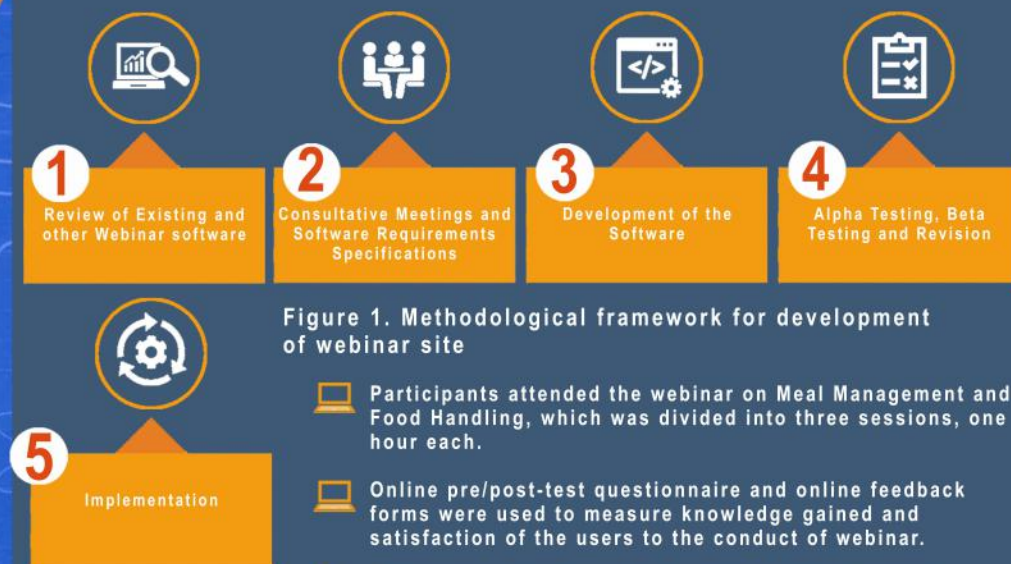 1
Review of Existing and
other Webinar software
2
Consultative Meetings and
Software Requirements
Specifications
3
Development of the
Software
4
Alpha Testing, Beta
Testing and Revision
5
Implementation
Figure 1. Methodological framework for development
of webinar site
Participants attended the webinar on Meal Management and
Food Handling, which was divided into three sessions, one
hour each.
Online pre/post-test questionnaire and online feedback
forms were used to measure knowledge gained and
satisfaction of the users to the conduct of webinar.